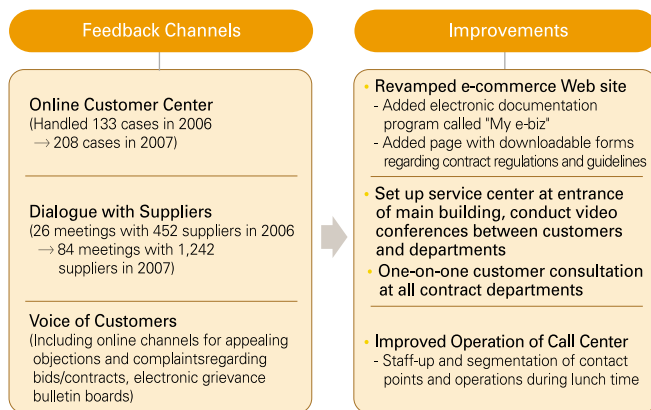 Feedback Channels
Online Customer Center
(Handled 133 cases in 2006
→ 208 cases in 2007)
Dialogue with Suppliers
(26 meetings with 452 suppliers in 2006
→ 84 meetings with 1,242
suppliers in 2007)
Voice of Customers
(Including online channels for appealing
objections and complaintsregarding
bids/contracts, electronic grievance
bulletin boards)
Improvements
• Revamped e-commerce Web site
- Added electronic documentation
program called "My e-biz"
- Added page with downloadable forms
regarding contract regulations and guidelines
• Set up service center at entrance
of main building, conduct video
conferences between customers
and departments
• One-on-one customer consultation
at all contract departments
• Improved Operation of Call Center
- Staff-up and segmentation of contact
points and operations during lunch time